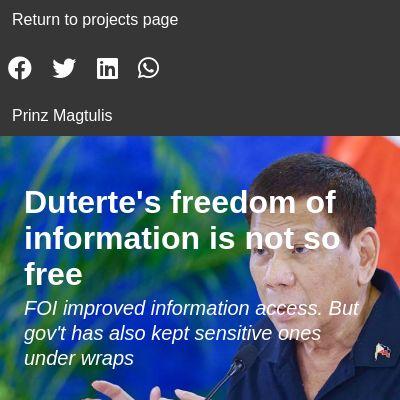 Return to projects page
Prinz Magtulis
Duterte's freedom of
information is not so
free
FOI improved information access. But
gov't has also kept sensitive ones
under wraps